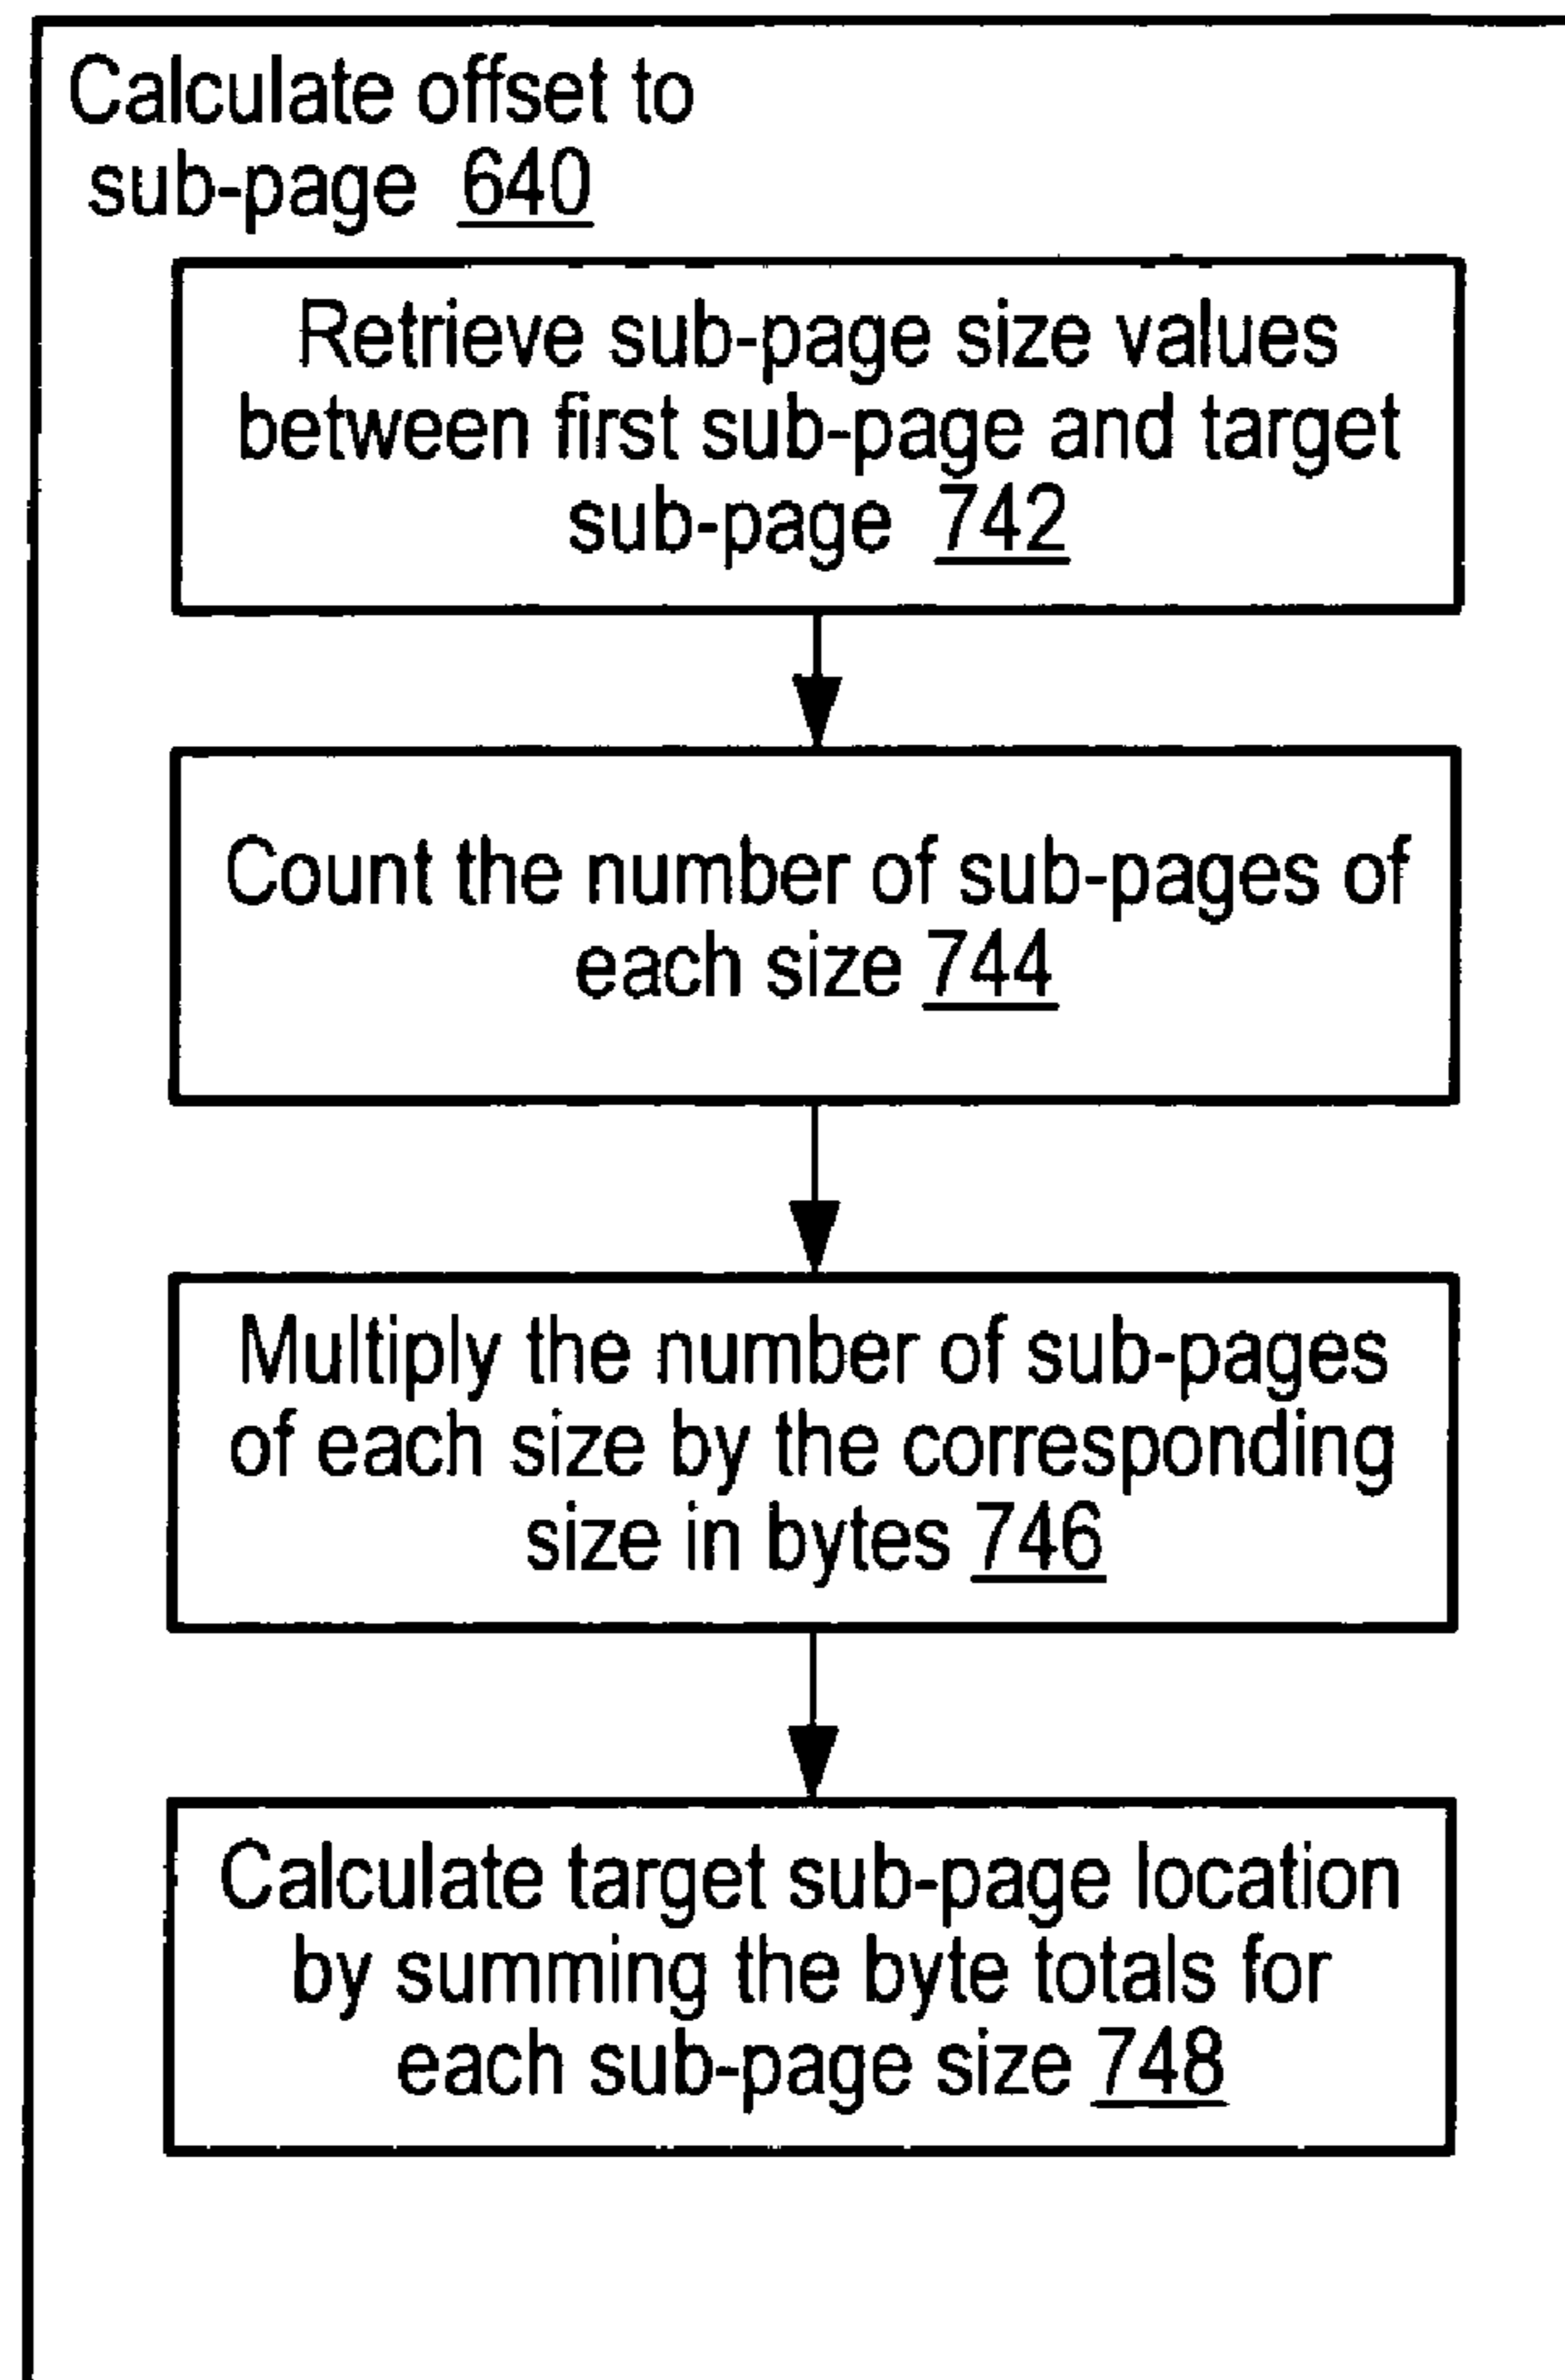 Calculate offset to
sub-page 640
Retrieve sub-page size values
between first sub-page and target
sub-page 742
Count the number of sub-pages of
each size 744
Multiply the number of sub-pages
of each size by the corresponding
size in bytes 746
Calculate target sub-page location
by summing the byte totals for
each sub-page size 748